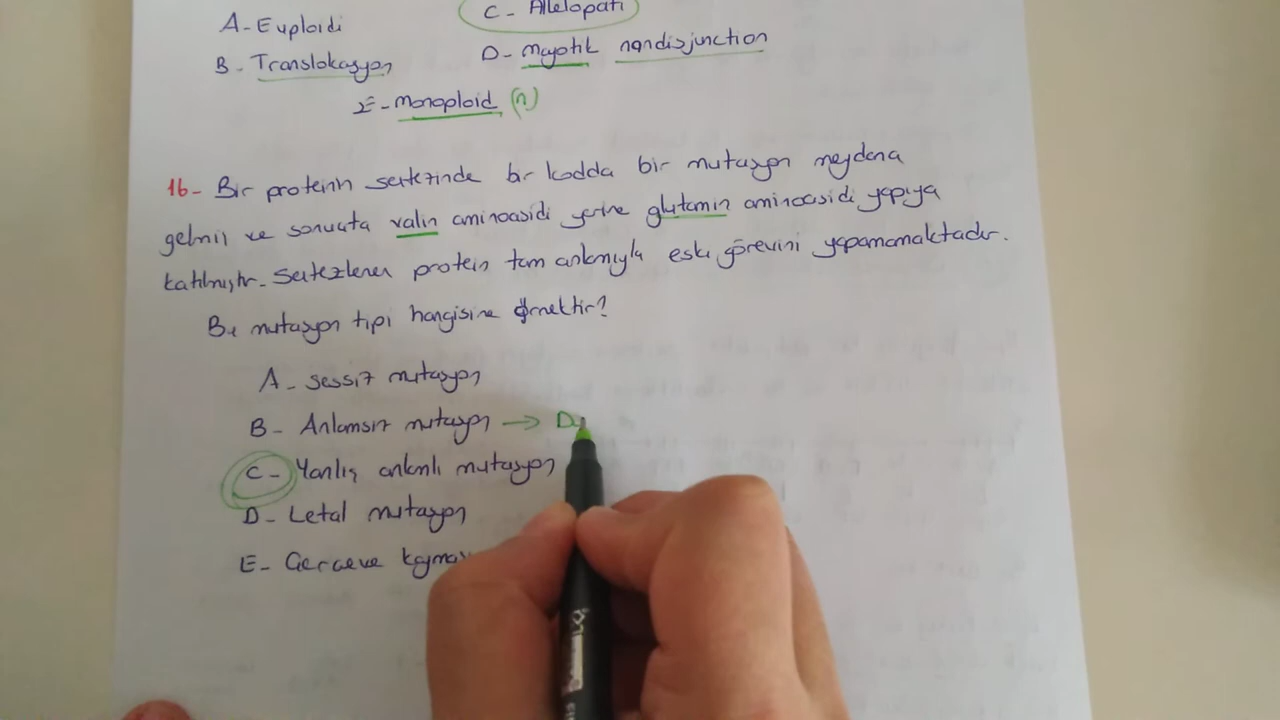 A- Euploidi
C- Allelopati
B- Translokasyon
D- Mayotik nondisjunction
E- Monoploid (n)
16- Bir proteinin sentezinde bir kodda bir mutasyon meydana
gelmiş ve sonuçta valin aminoasidi yerine glutamin aminoasidi yapıya
katılmıştır. Sentezlenen protein tam anlamıyla eski görevini yapamamaktadır.
Bu mutasyon tipi hangisine örnektir?
A- Sessiz mutasyon
B- Anlamsız mutasyon → D
C- Yanlış anlamlı mutasyon
D- Letal mutasyon
E- Çerçeve